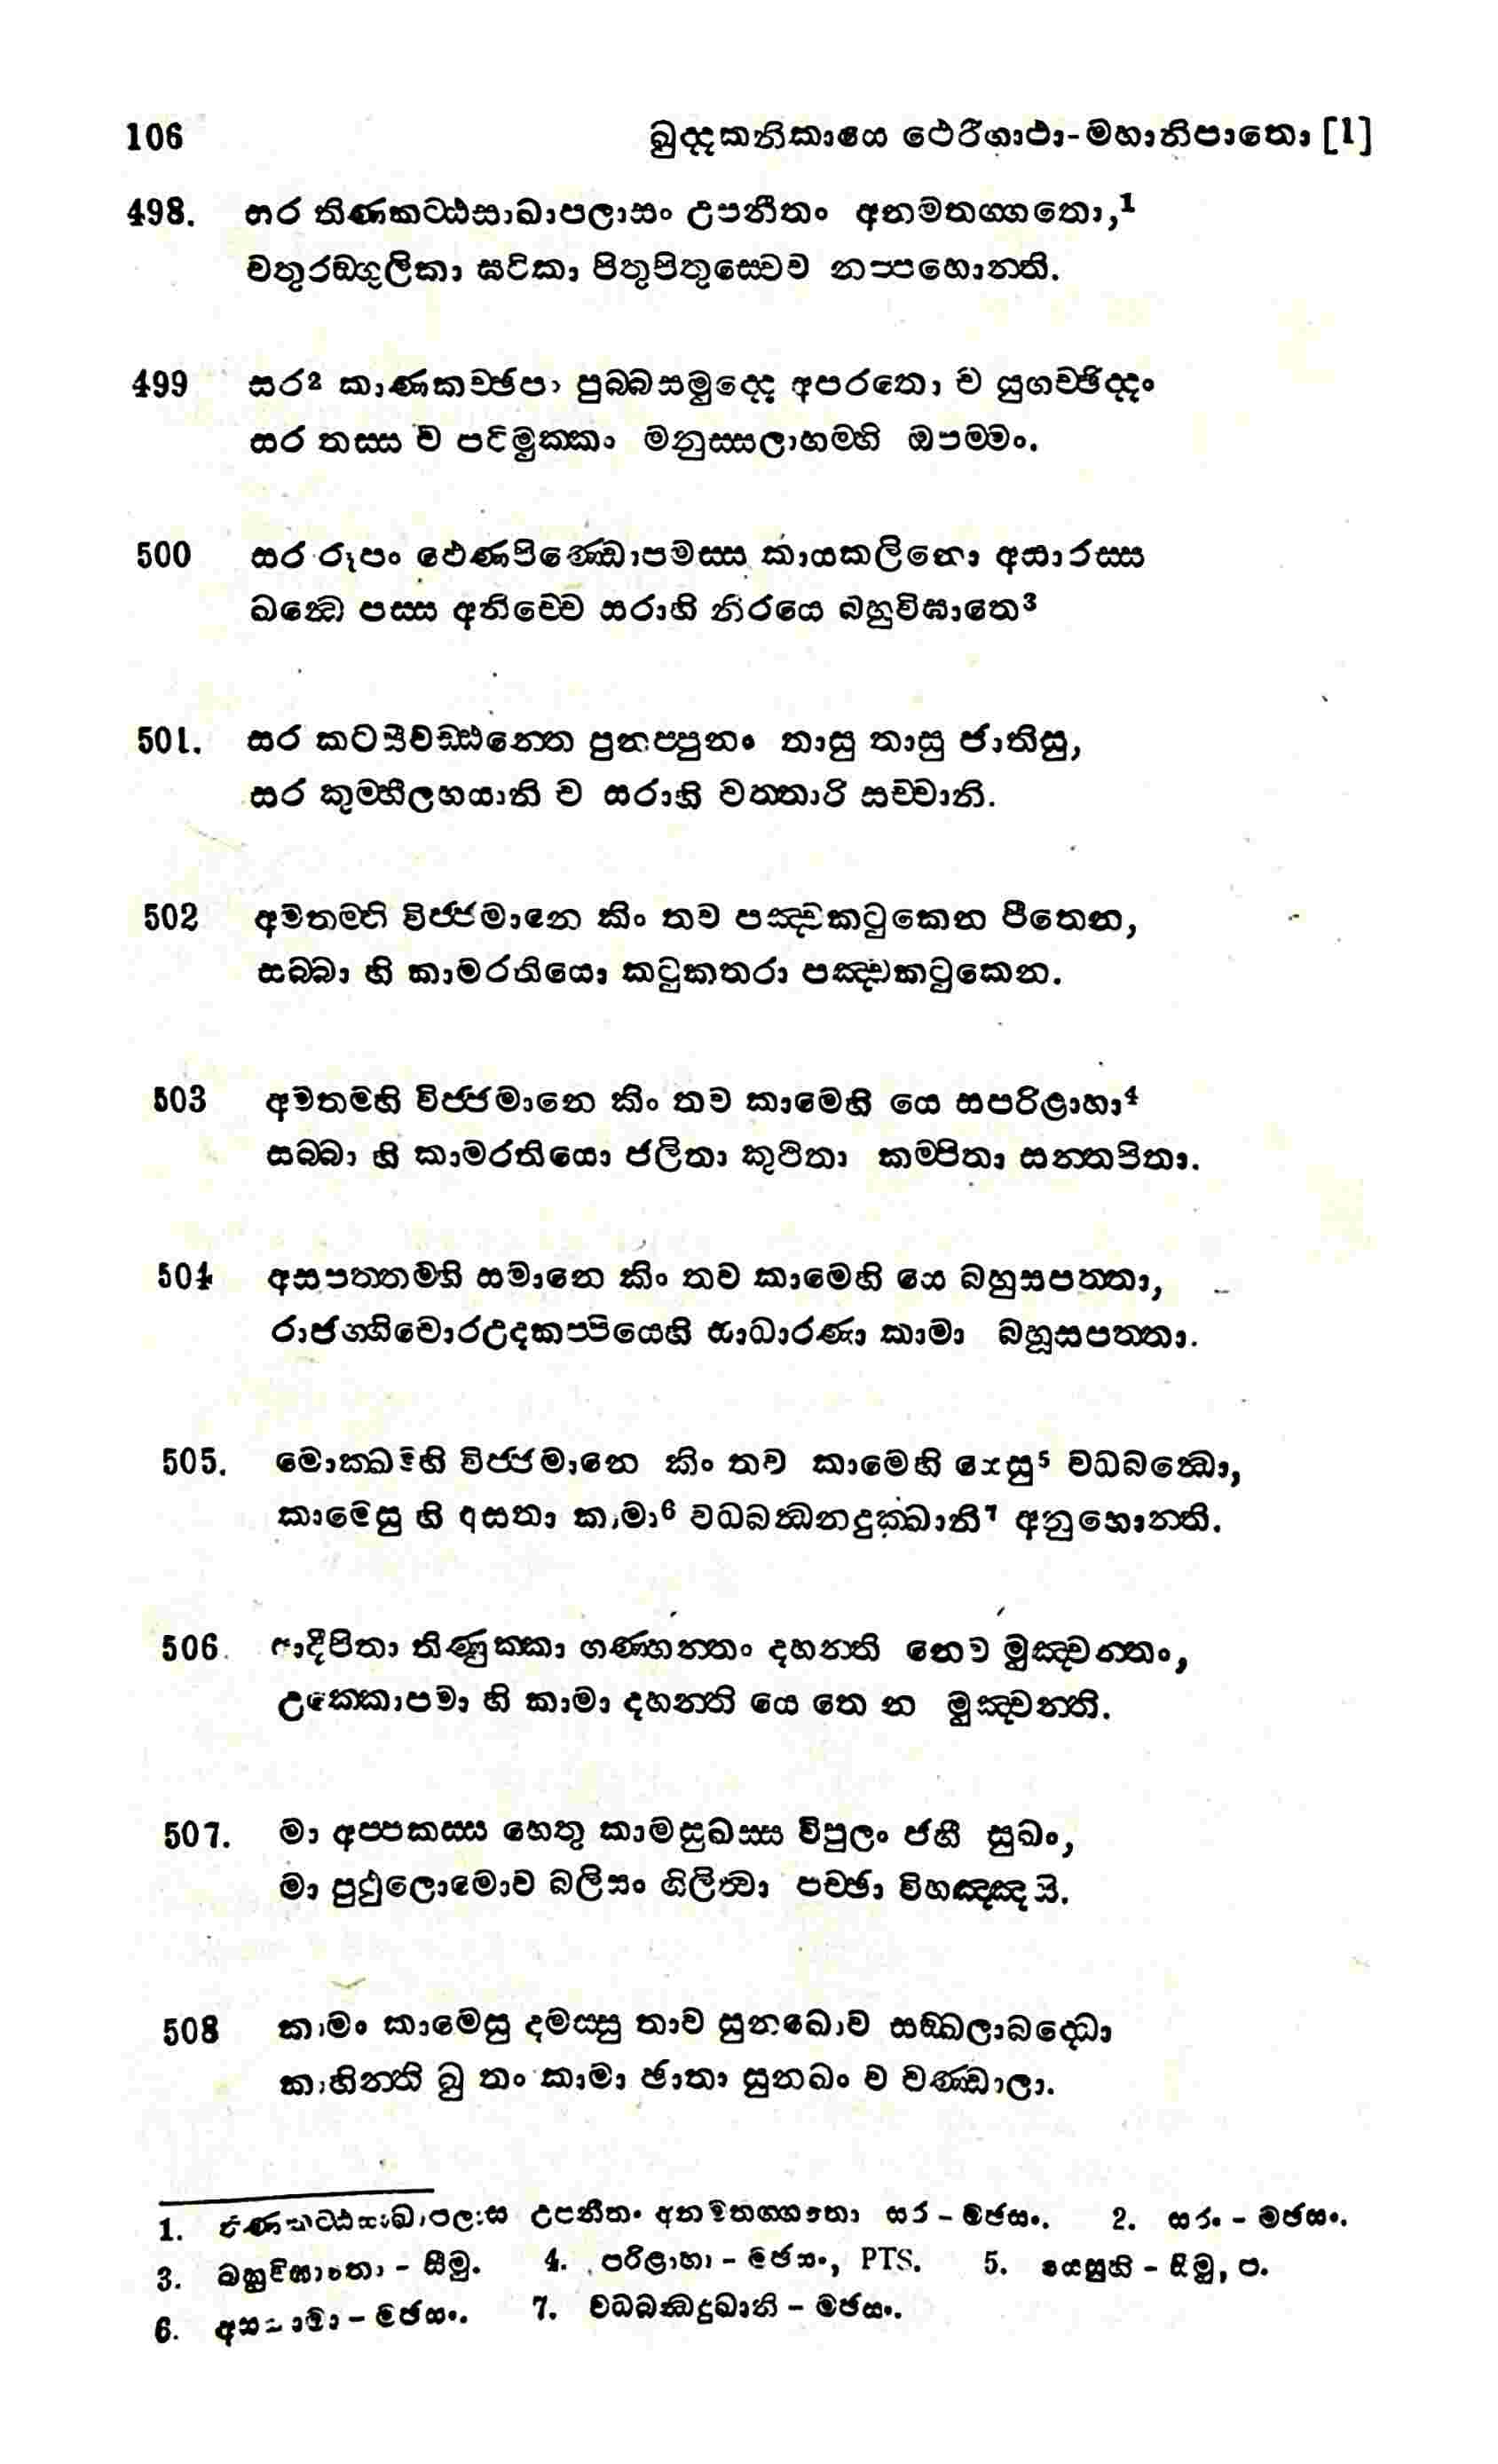 106 ඛුද්දකනිකායෙ ථෙරීගාථා-මහානිපාතො [1]
498. සර තිණකට්ඨසාඛාපලාසං උපනීතං අනමතග්ගතො,1
චතුරඞ්ගුලිකා ඝටිකා පිතුපිතුස්වෙව නප්පහොන්ති.
499 සර2 කාණකච්ඡපං පුබ්බසමුද්දෙ අපරතො ච යුගච්ඡිද්දං
සර තස්ස ච පටිමුක්කං මනුස්සලාභම්හි ඔපම්මං.
500 සර රූපං ඵෙණපිණ්ඩොපමස්ස කායකලිනො අසාරස්ස
ඛන්ධෙ පස්ස අනිච්චෙ සරාහි නිරයෙ බහුවිඝාතෙ3
501. සර කටසිංවඩ්ඪෙන්තෙ පුනප්පුනං තාසු තාසු ජාතිසු,
සර කුම්භීලභයානි ච සරාහි චත්තාරි සච්චානි.
502 අමතම්හි විජ්ජමානෙ කිං තව පඤ්චකටුකෙන පීතෙන,
සබ්බා හි කාමරතියො කටුකතරා පඤ්චකටුකෙන.
503 අමතම්හි විජ්ජමානෙ කිං තව කාමෙහි යෙ සපරිළාහා4
සබ්බා හි කාමරතියො ජලිතා කුපිතා කම්පිතා සන්තපිතා.
504 අසපත්තම්හි සමානෙ කිං තව කාමෙහි යෙ බහුසපත්තා,
රාජග්ගිචොරඋදකප්පියෙහි සාධාරණා කාමා බහූසපත්තා.
505. මොක්ඛම්හි විජ්ජමානෙ කිං තව කාමෙහි යෙසු5 වධබන්ධො,
කාමෙසු හි අසතා කාමා6 වධබන්ධනදුක්ඛානි7 අනුභොන්ති.
506. ආදීපිතා තිණුක්කා ගණ්හන්තං දහන්ති නෙව මුඤ්චන්තං,
උක්කොපමා හි කාමා දහන්ති යෙ තෙ න මුඤ්චන්ති.
507. මා අප්පකස්ස හෙතු කාමසුඛස්ස විපුලං ජහී සුඛං,
මා පුථුලොමොව බලිසං ගිලිත්වා පච්ඡා විහඤ්ඤසි.
508 කාමං කාමෙසු දමස්සු තාව සුනඛොව සඞ්ඛලාබද්ධො
කාහින්ති ඛු තං කාමා ඡාතා සුනඛං ව චණ්ඩාලා.
1. තිණකට්ඨසාඛාපලාස උපනීතං අනමතග්ගතො සර - මජසං. 2. සරං - මජසං.
3. බහුවිඝාතො - සීමු. 4. පරිළාහා - මජසං, PTS. 5. යෙසුහි - සීමු, ප.
6. - මජසං. 7. වධබන්ධදුඛානි - මජසං.